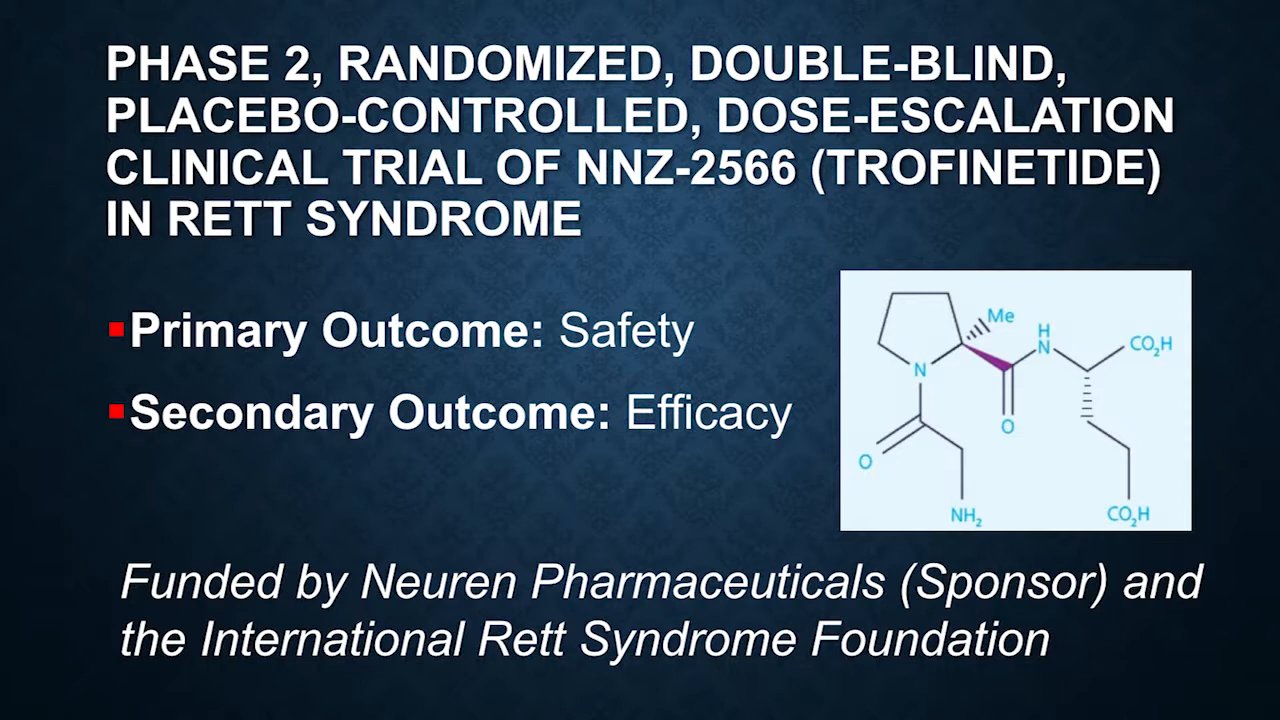 PHASE 2, RANDOMIZED, DOUBLE-BLIND,
PLACEBO-CONTROLLED, DOSE-ESCALATION
CLINICAL TRIAL OF NNZ-2566 (TROFINETIDE)
IN RETT SYNDROME
Primary Outcome: Safety
Secondary Outcome: Efficacy
Me
H
N
CO₂H
N
O
O
NH₂
CO₂H
Funded by Neuren Pharmaceuticals (Sponsor) and
the International Rett Syndrome Foundation